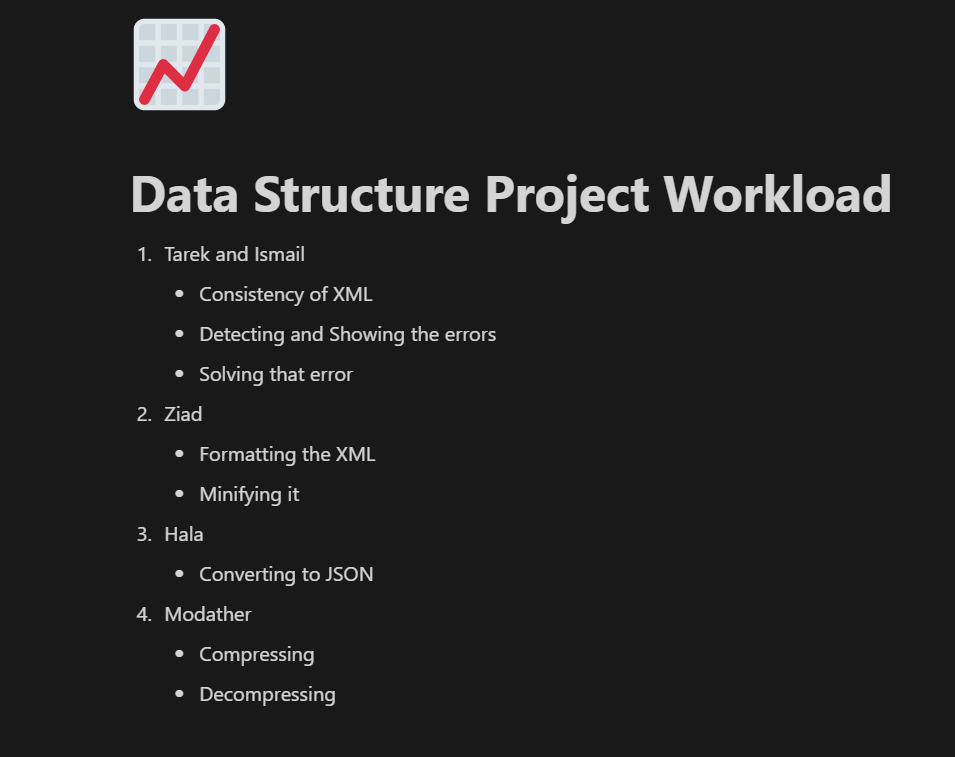 Data Structure Project Workload
1. Tarek and Ismail
• Consistency of XML
• Detecting and Showing the errors
• Solving that error
2. Ziad
• Formatting the XML
• Minifying it
3. Hala
• Converting to JSON
4. Modather
• Compressing
• Decompressing